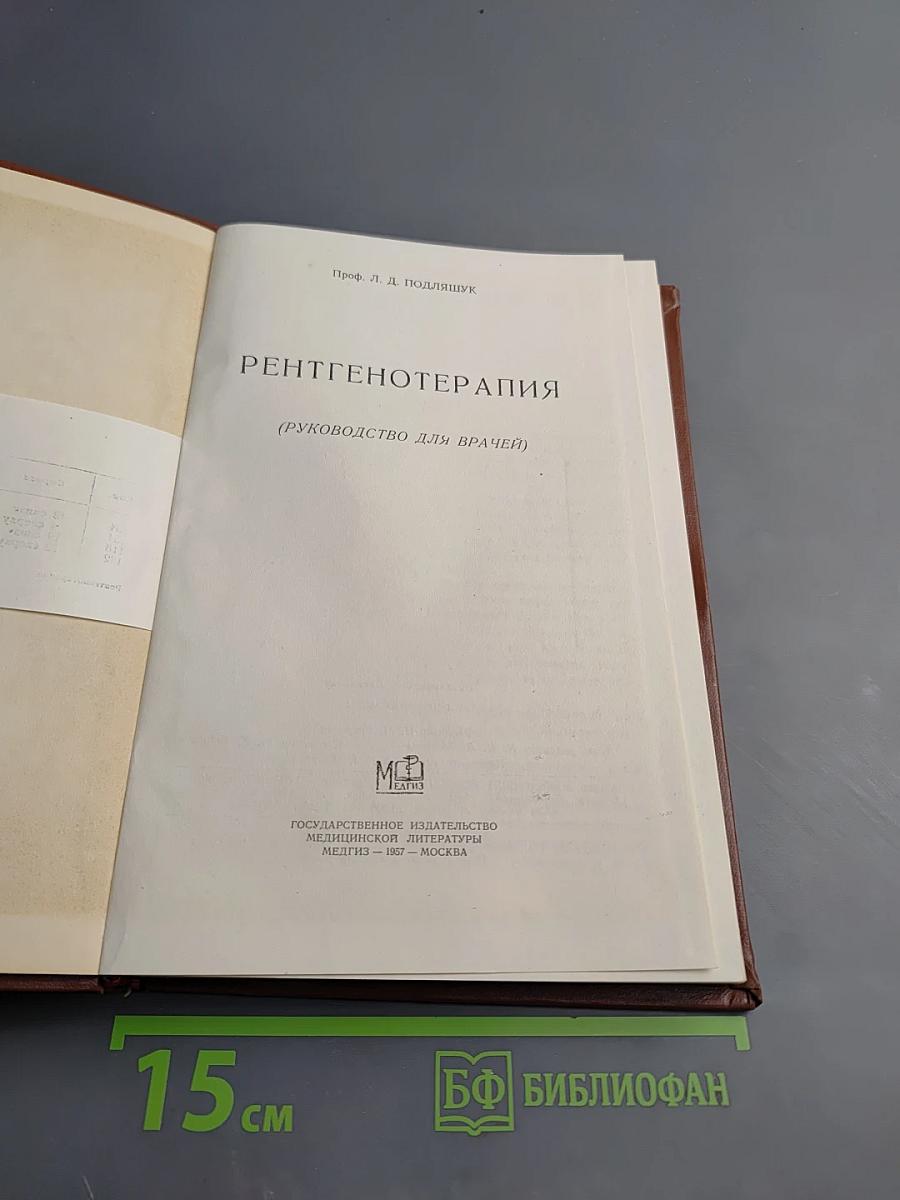 Проф. Л. Д. ПОДЛЯШУК
РЕНТГЕНОТЕРАПИЯ
(РУКОВОДСТВО ДЛЯ ВРАЧЕЙ)
МЕДГИЗ
ГОСУДАРСТВЕННОЕ ИЗДАТЕЛЬСТВО
МЕДИЦИНСКОЙ ЛИТЕРАТУРЫ
МЕДГИЗ — 1957 — МОСКВА
15 см
БФ БИБЛИОФАН